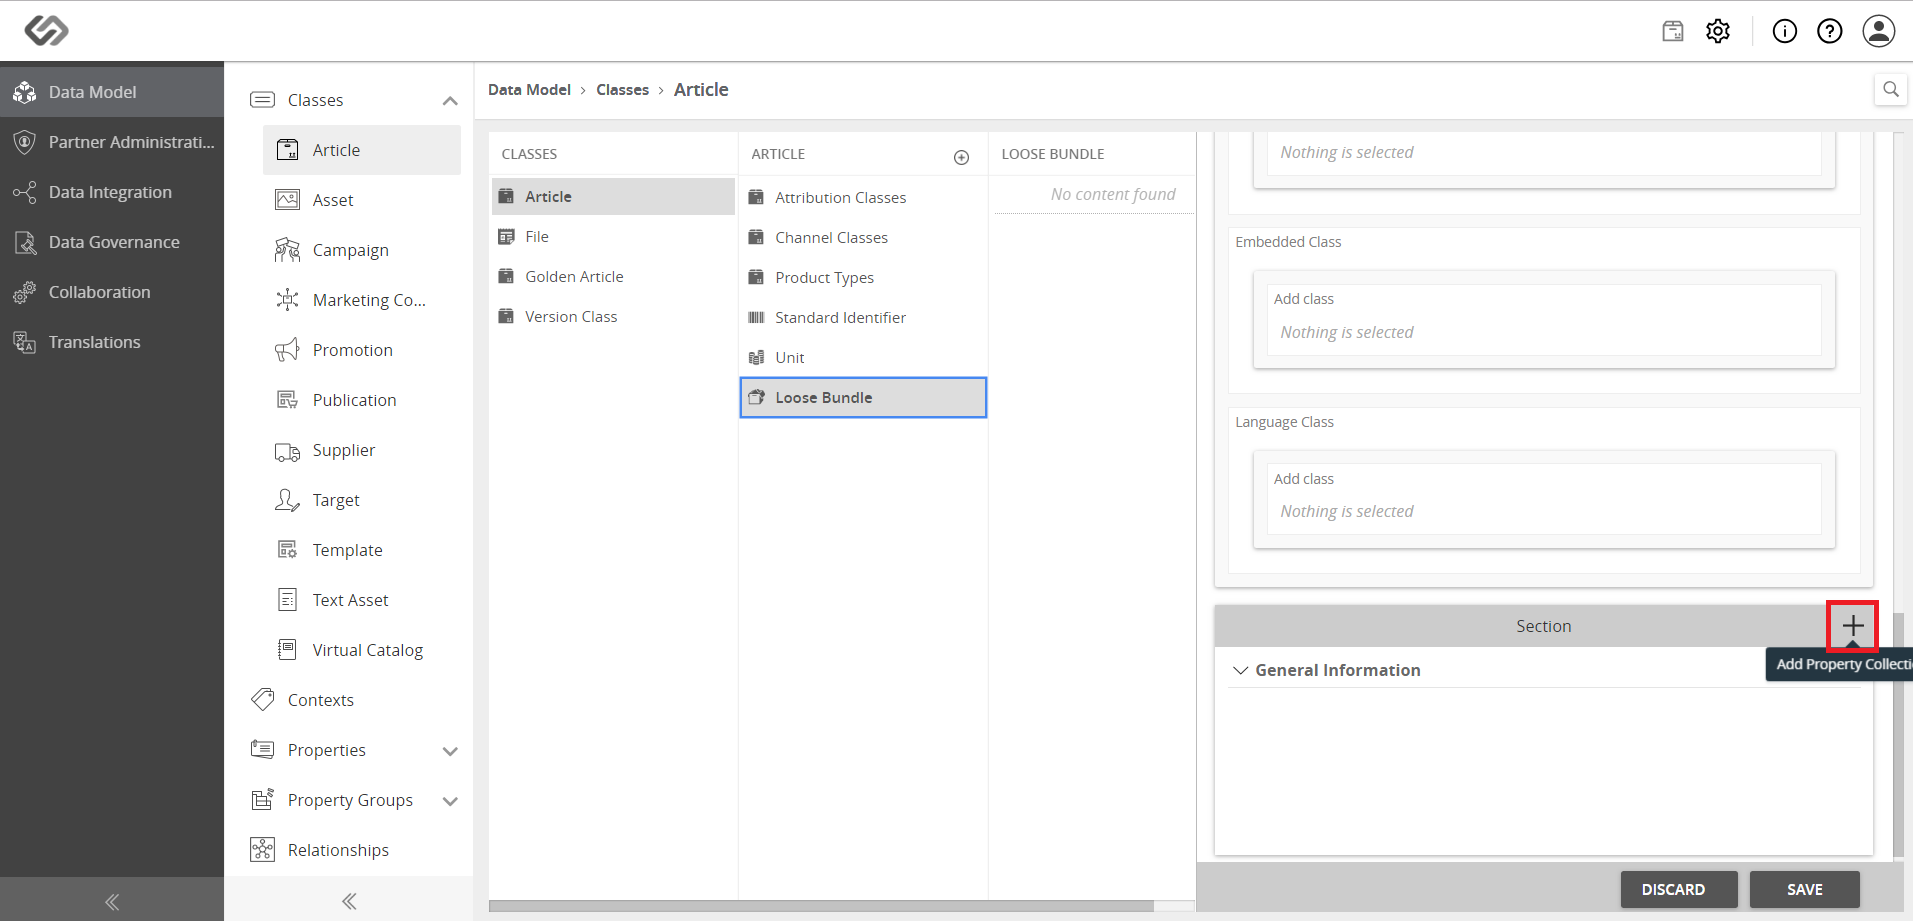 Data Model
Partner Administrati...
Data Integration
Data Governance
Collaboration
Translations
Classes
Article
Asset
Campaign
Marketing Co...
Promotion
Publication
Supplier
Target
Template
Text Asset
Virtual Catalog
Contexts
Properties
Property Groups
Relationships
Data Model > Classes > Article
CLASSES
Article
File
Golden Article
Version Class
ARTICLE
Attribution Classes
Channel Classes
Product Types
Standard Identifier
Unit
Loose Bundle
LOOSE BUNDLE
No content found
Nothing is selected
Embedded Class
Add class
Nothing is selected
Language Class
Add class
Nothing is selected
Section
Add Property Collecti
General Information
DISCARD
SAVE